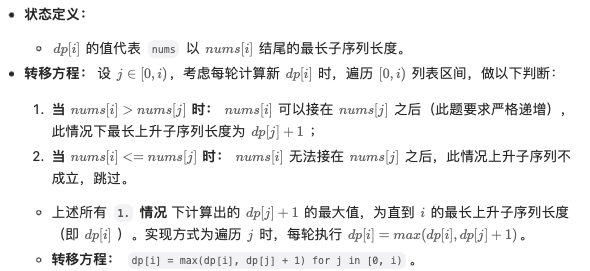 状态定义：
dp[i] 的值代表 nums 以 nums[i] 结尾的最长子序列长度。
转移方程： 设 j ∈ [0, i)，考虑每轮计算新 dp[i] 时，遍历 [0, i) 列表区间，做以下判断：
1. 当 nums[i] > nums[j] 时： nums[i] 可以接在 nums[j] 之后（此题要求严格递增），
此情况下最长上升子序列长度为 dp[j] + 1 ；
2. 当 nums[i] <= nums[j] 时： nums[i] 无法接在 nums[j] 之后，此情况上升子序列不
成立，跳过。
上述所有 1. 情况 下计算出的 dp[j] + 1 的最大值，为直到 i 的最长上升子序列长度
（即 dp[i] ）。实现方式为遍历 j 时，每轮执行 dp[i] = max(dp[i], dp[j] + 1)。
转移方程： dp[i] = max(dp[i], dp[j] + 1) for j in [0, i) 。